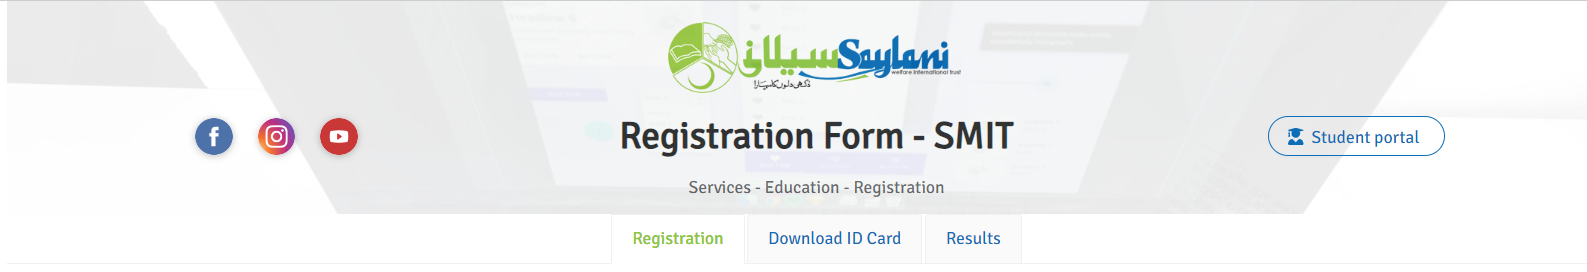 سیلانی Saylani
welfare international trust
دکھی دلوں کا سہارا
Registration Form - SMIT
Student portal
Services - Education - Registration
Registration
Download ID Card
Results